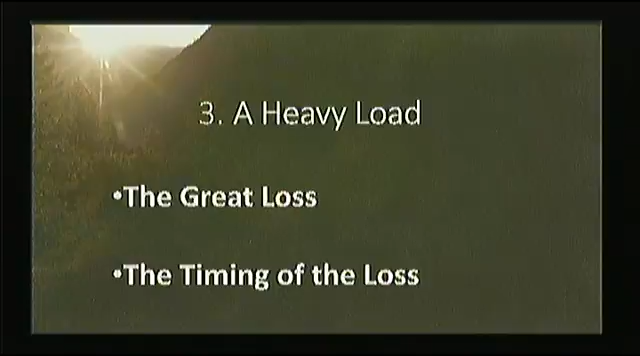 3. A Heavy Load
•The Great Loss
•The Timing of the Loss